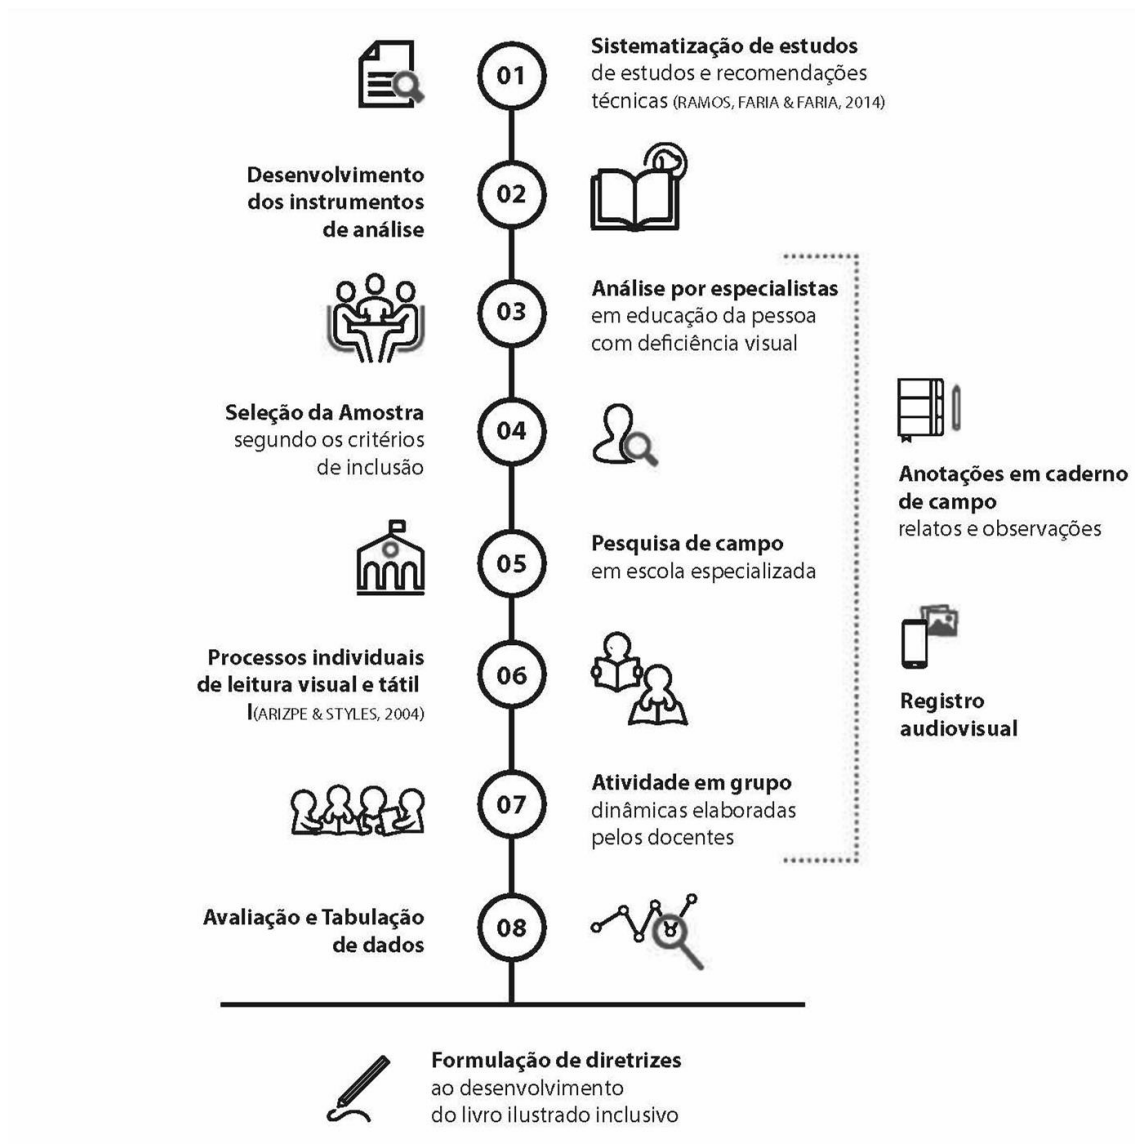 01
Sistematização de estudos
de estudos e recomendações
técnicas (RAMOS, FARIA & FARIA, 2014)
Desenvolvimento
dos instrumentos
de análise
02
03
Análise por especialistas
em educação da pessoa
com deficiência visual
Seleção da Amostra
segundo os critérios
de inclusão
04
05
Pesquisa de campo
em escola especializada
Processos individuais
de leitura visual e tátil
l(ARIZPE & STYLES, 2004)
06
07
Atividade em grupo
dinâmicas elaboradas
pelos docentes
Anotações em caderno
de campo
relatos e observações
Registro
audiovisual
Avaliação e Tabulação
de dados
08
Formulação de diretrizes
ao desenvolvimento
do livro ilustrado inclusivo